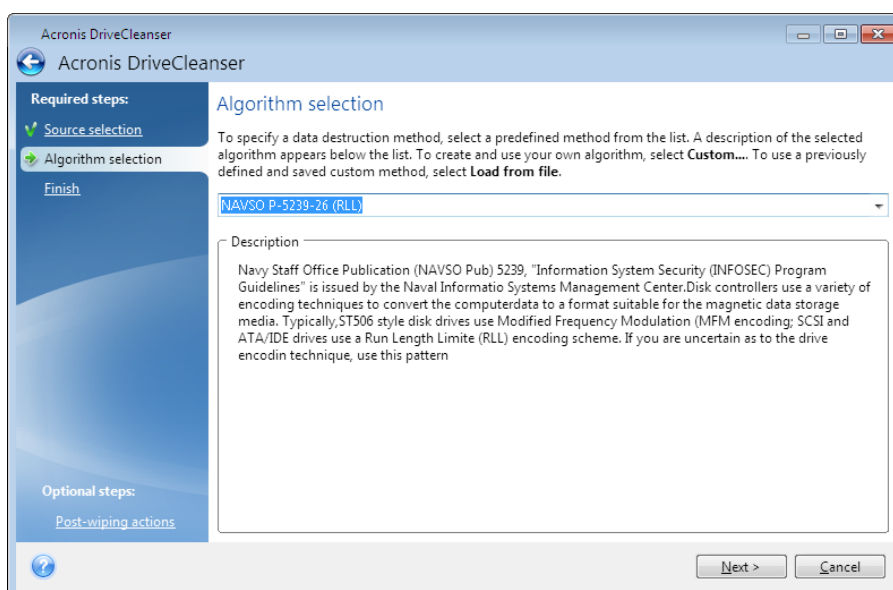 Acronis DriveCleanser
Acronis DriveCleanser
Required steps:
Source selection
Algorithm selection
Finish
Optional steps:
Post-wiping actions
Algorithm selection
To specify a data destruction method, select a predefined method from the list. A description of the selected
algorithm appears below the list. To create and use your own algorithm, select Custom.... To use a previously
defined and saved custom method, select Load from file.
NAVSO P-5239-26 (RLL)
Description
Navy Staff Office Publication (NAVSO Pub) 5239, "Information System Security (INFOSEC) Program
Guidelines" is issued by the Naval Informatio Systems Management Center.Disk controllers use a variety of
encoding techniques to convert the computerdata to a format suitable for the magnetic data storage
media. Typically,ST506 style disk drives use Modified Frequency Modulation (MFM encoding; SCSI and
ATA/IDE drives use a Run Length Limite (RLL) encoding scheme. If you are uncertain as to the drive
encodin technique, use this pattern
?
Next >
Cancel